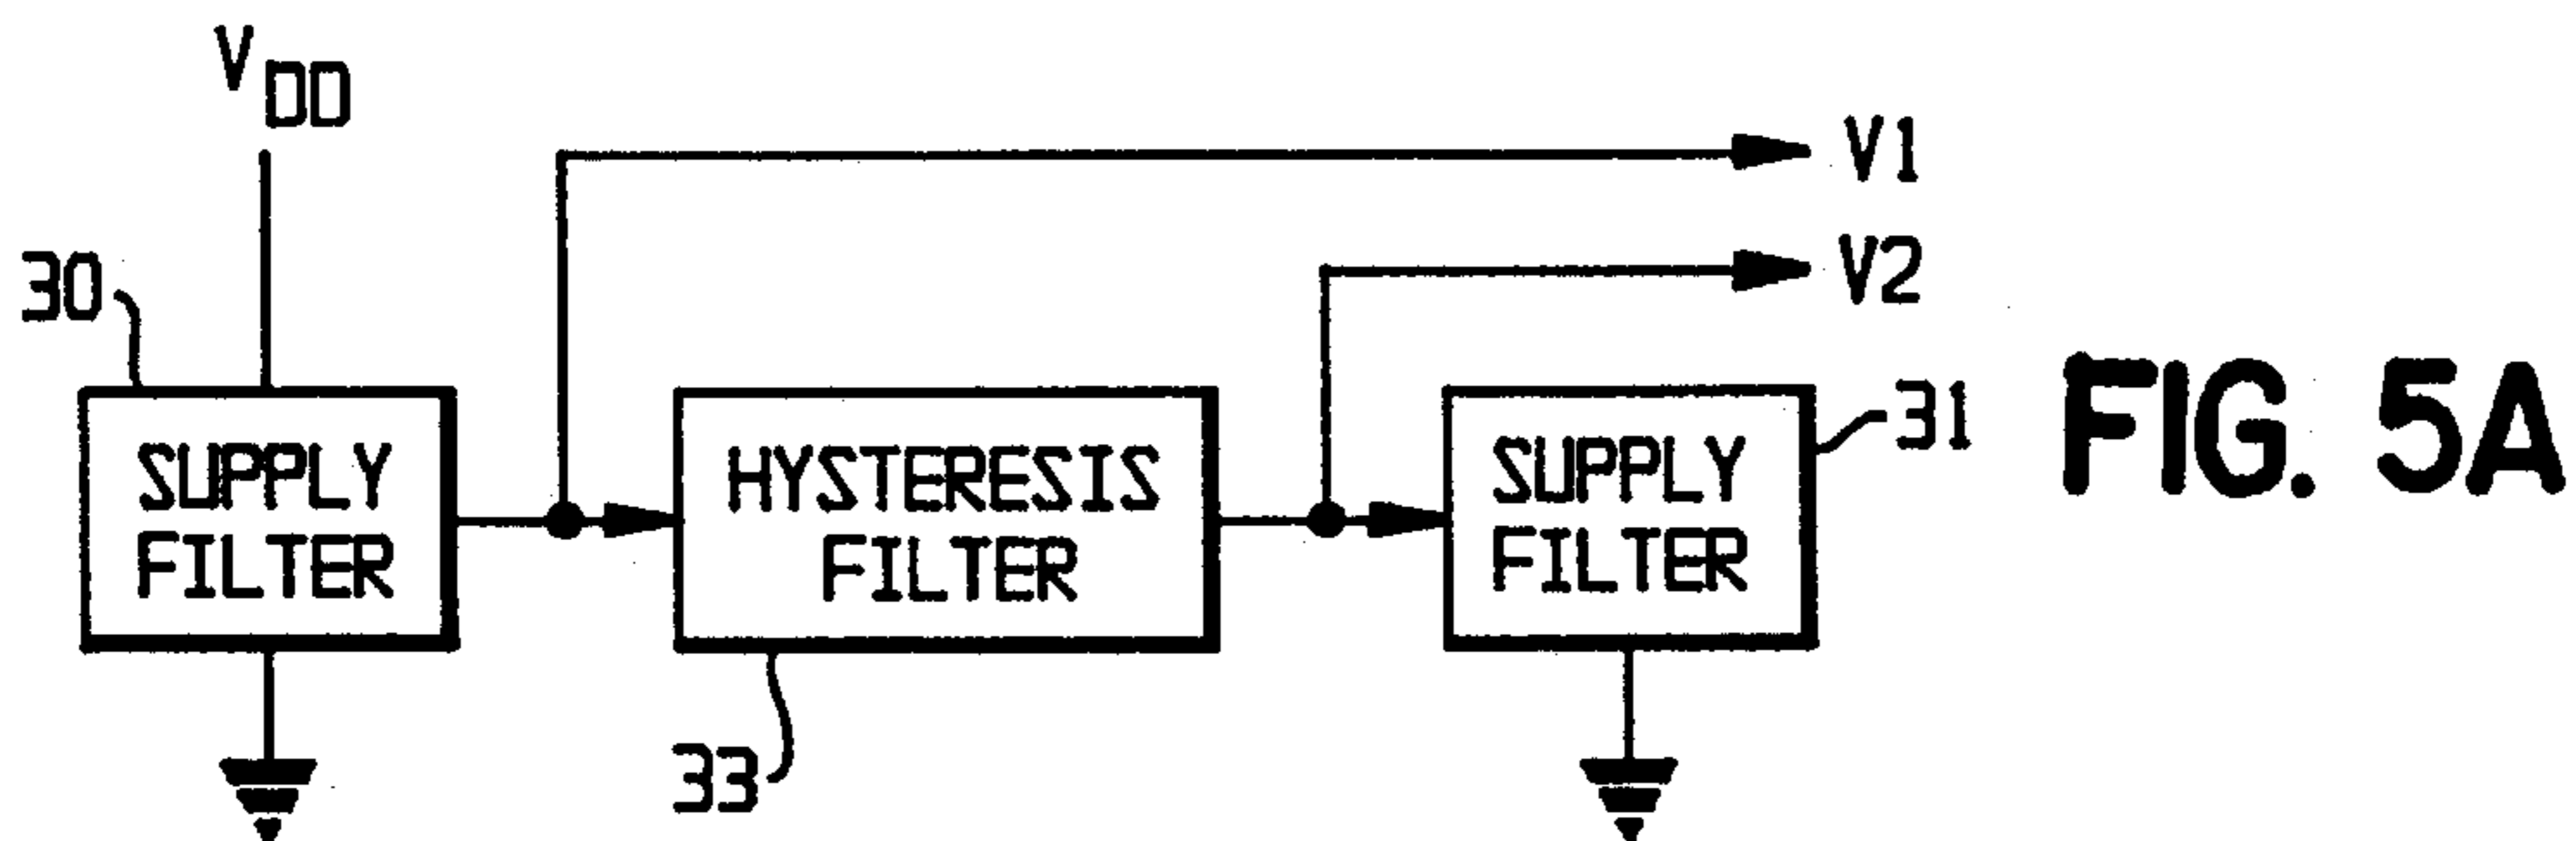 VDD
V1
V2
30
SUPPLY
FILTER
HYSTERESIS
FILTER
SUPPLY
FILTER
31
33
FIG. 5A